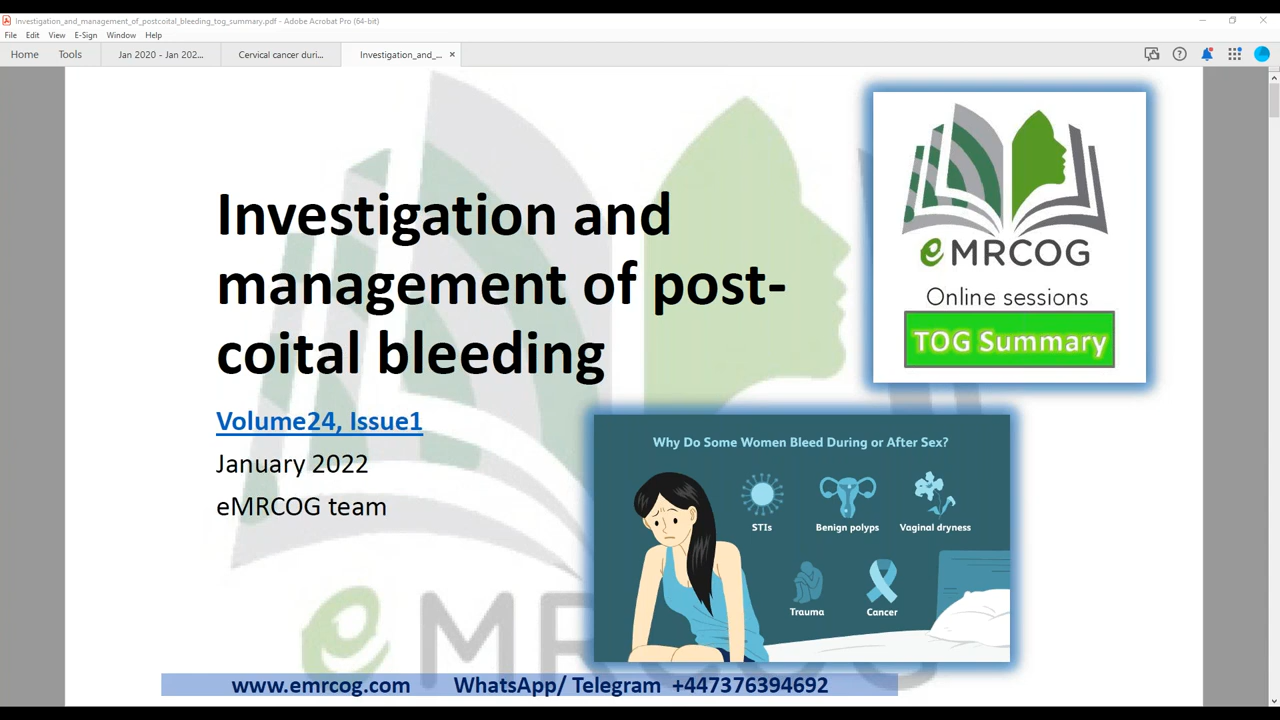 Investigation_and_management_of_postcoital_bleeding_tog_summary.pdf - Adobe Acrobat Pro (64-bit)
File Edit View E-Sign Window Help
Home Tools Jan 2020 - Jan 202... Cervical cancer duri... Investigation_and_... ×
eMRCOG
Online sessions
TOG Summary
Investigation and
management of post-
coital bleeding
Volume24, Issue1
January 2022
eMRCOG team
Why Do Some Women Bleed During or After Sex?
STIs Benign polyps Vaginal dryness
Trauma Cancer
eMRCOG
www.emrcog.com WhatsApp/ Telegram +447376394692